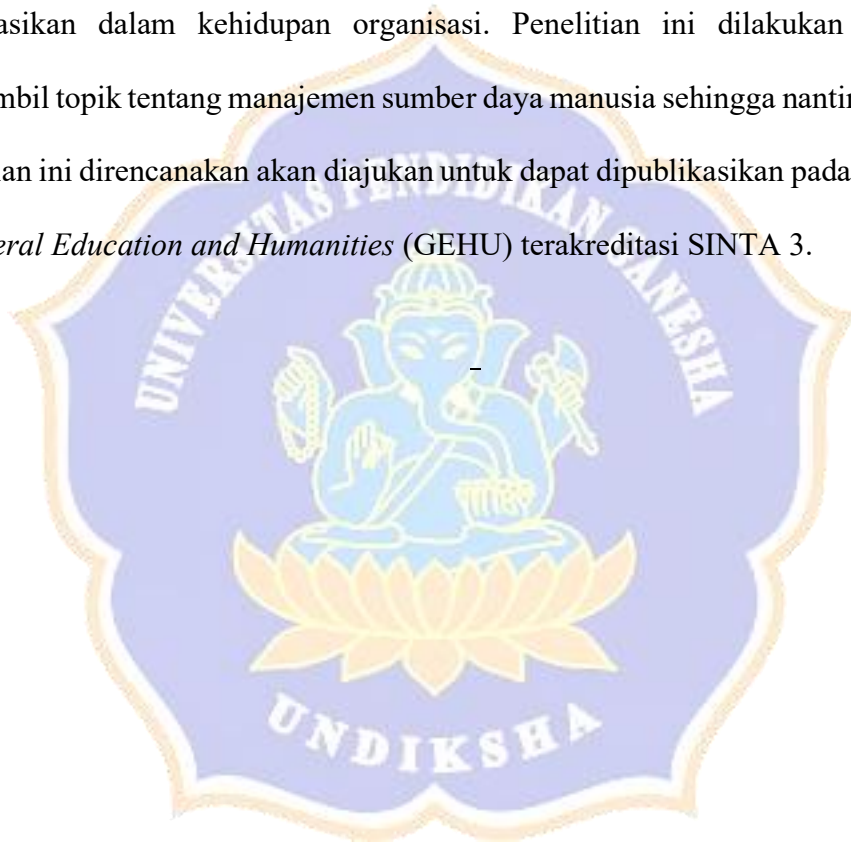 asikan dalam kehidupan organisasi. Penelitian ini dilakukan
mbil topik tentang manajemen sumber daya manusia sehingga nantin
an ini direncanakan akan diajukan untuk dapat dipublikasikan pada
eral Education and Humanities (GEHU) terakreditasi SINTA 3.
UNIVERSITAS PENDIDIKAN GANESHA
UNDIKSHA